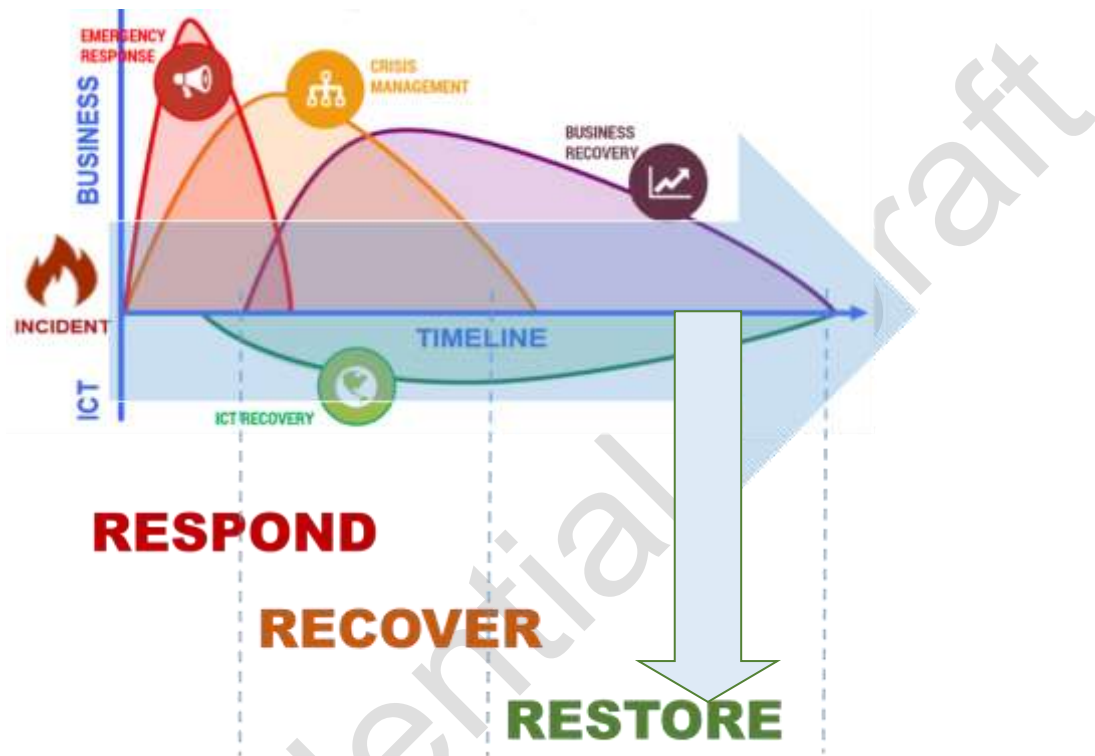 EMERGENCY
RESPONSE
CRISIS
MANAGEMENT
BUSINESS
BUSINESS
RECOVERY
INCIDENT
TIMELINE
ICT
ICT RECOVERY
RESPOND
RECOVER
RESTORE